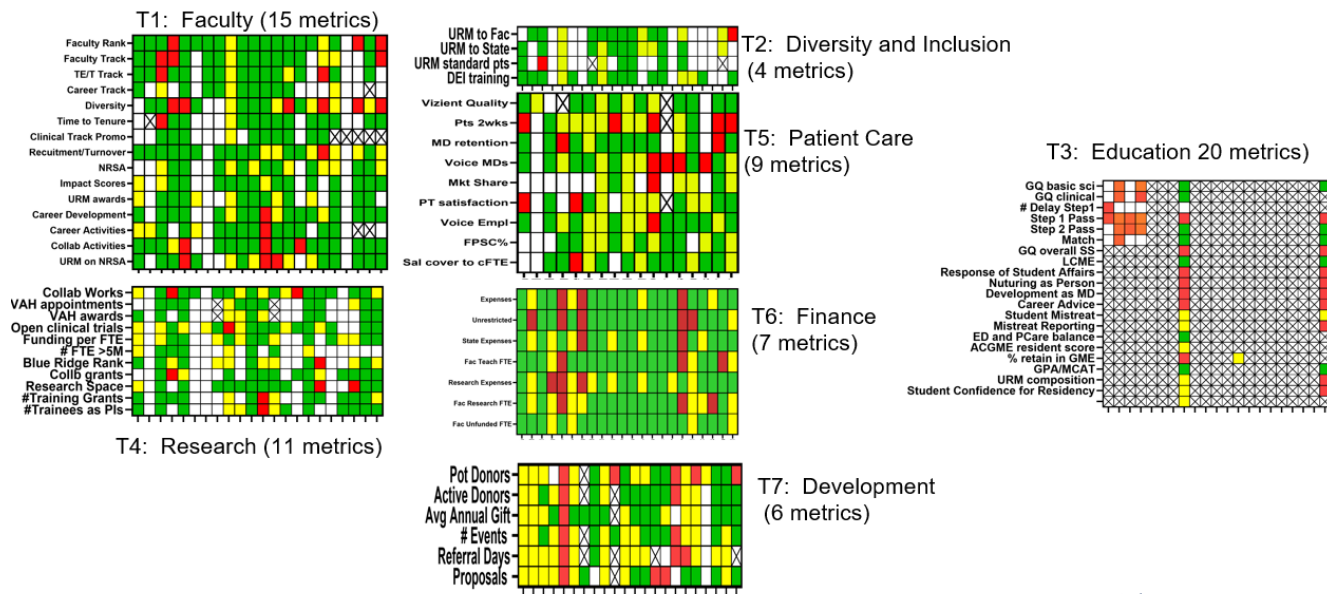 T1: Faculty (15 metrics)
Faculty Rank
Faculty Track
TE/T Track
Career Track
Diversity
Time to Tenure
Clinical Track Promo
Recuitment/Turnover
NRSA
Impact Scores
URM awards
Career Development
Career Activities
Collab Activities
URM on NRSA
Collab Works
VAH appointments
VAH awards
Open clinical trials
Funding per FTE
# FTE >5M
Blue Ridge Rank
Collb grants
Research Space
#Training Grants
#Trainees as PIs
T4: Research (11 metrics)
URM to Fac
URM to State
URM standard pts
DEI training
T2: Diversity and Inclusion
(4 metrics)
Vizient Quality
Pts 2wks
MD retention
Voice MDs
Mkt Share
PT satisfaction
Voice Empl
FPSC%
Sal cover to cFTE
T5: Patient Care
(9 metrics)
Expenses
Unrestricted
State Expenses
Fac Teach FTE
Research Expenses
Fac Research FTE
Fac Unfunded FTE
T6: Finance
(7 metrics)
Pot Donors
Active Donors
Avg Annual Gift
# Events
Referral Days
Proposals
T7: Development
(6 metrics)
T3: Education 20 metrics)
GQ basic sci
GQ clinical
# Delay Step1
Step 1 Pass
Step 2 Pass
Match
GQ overall SS
LCME
Response of Student Affairs
Nuturing as Person
Development as MD
Career Advice
Student Mistreat
Mistreat Reporting
ED and PCare balance
ACGME resident score
% retain in GME
GPA/MCAT
URM composition
Student Confidence for Residency